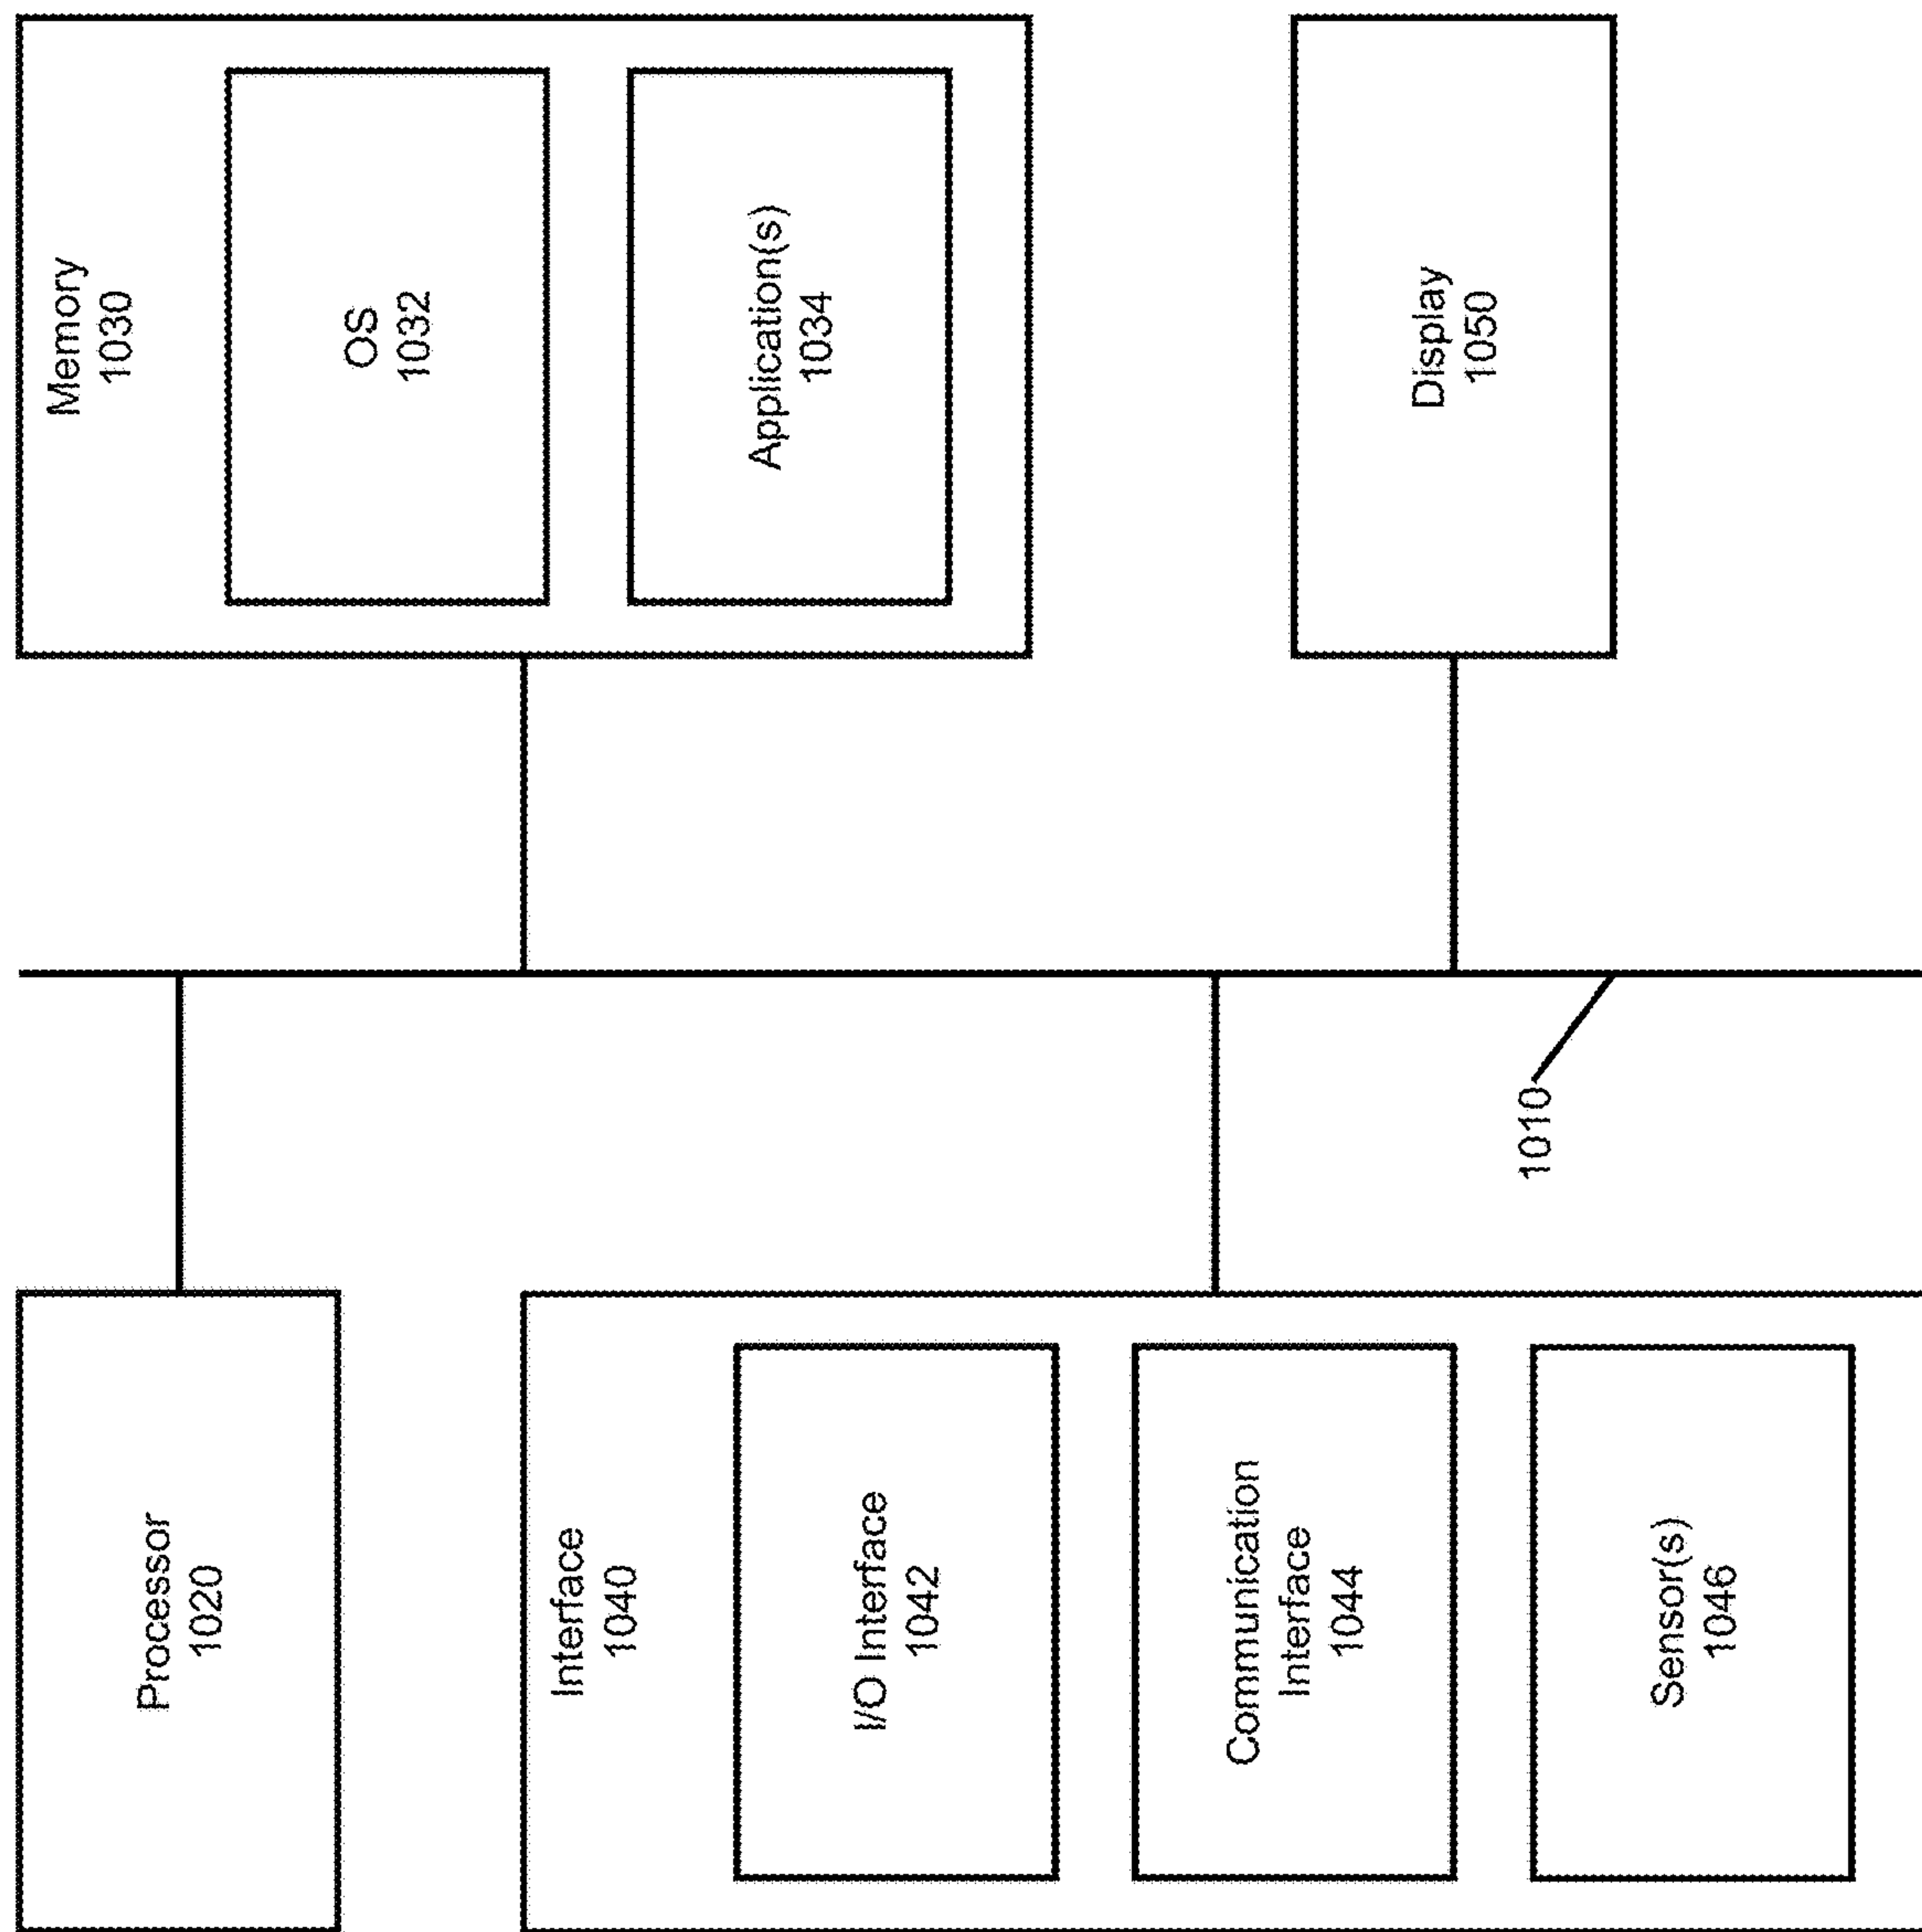 Processor
1020
Memory
1030
OS
1032
Application(s)
1034
Interface
1040
I/O Interface
1042
Communication
Interface
1044
Sensor(s)
1046
Display
1050
1010